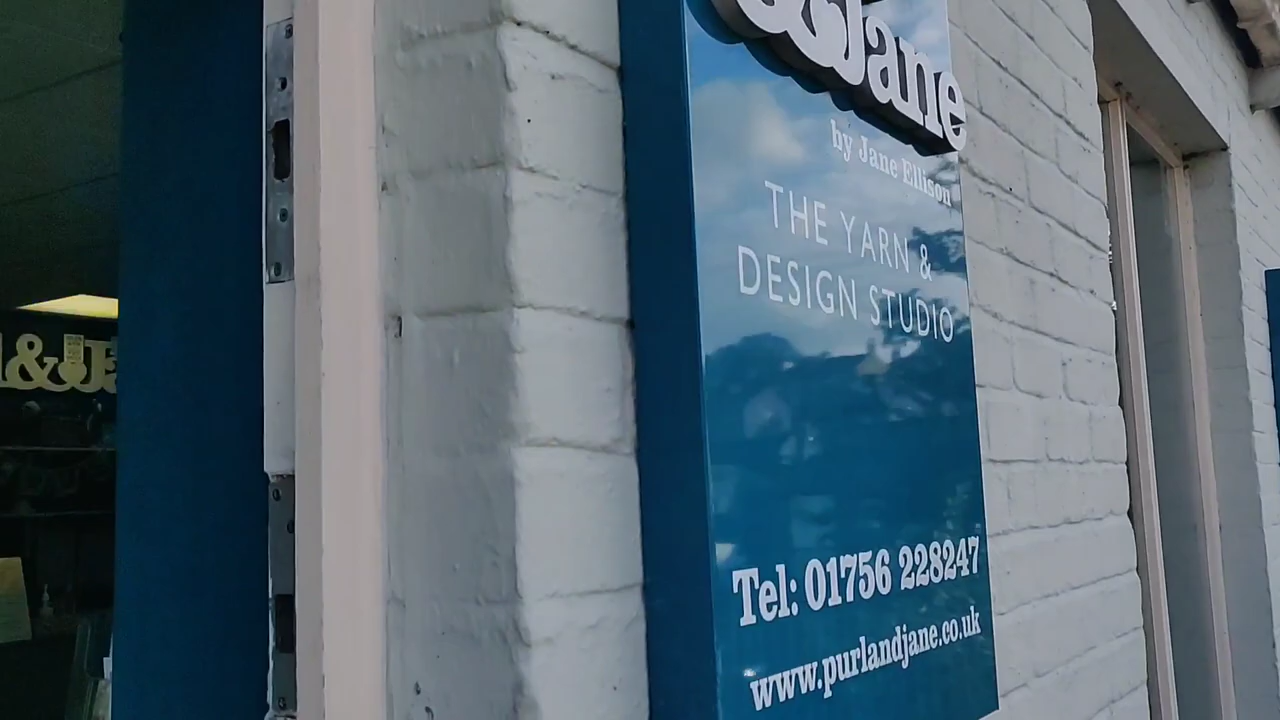 &Jane
by Jane Ellison
THE YARN &
DESIGN STUDIO
Tel: 01756 228247
www.purlandjane.co.uk
&J